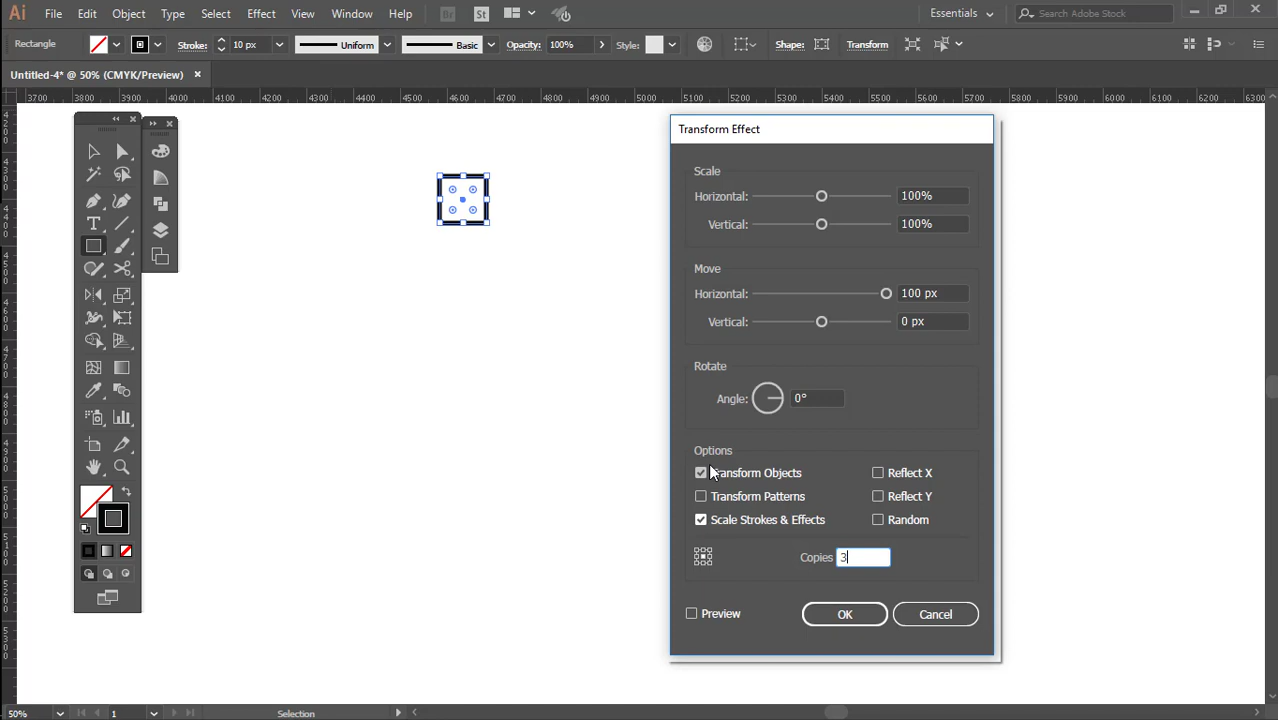 Ai File Edit Object Type Select Effect View Window Help Br St Essentials Search Adobe Stock
Rectangle Stroke: 10 px Uniform Basic Opacity: 100% Style: Shape: Transform
Untitled-4* @ 50% (CMYK/Preview)
3700 3800 3900 4000 4100 4200 4300 4400 4500 4600 4700 4800 4900 5000 5100 5200 5300 5400 5500 5600 5700 5800 5900 6000 6100 6200 6300
Transform Effect
Scale
Horizontal: 100%
Vertical: 100%
Move
Horizontal: 100 px
Vertical: 0 px
Rotate
Angle: 0°
Options
Transform Objects Reflect X
Transform Patterns Reflect Y
Scale Strokes & Effects Random
Copies 3
Preview OK Cancel
50% 1 Selection